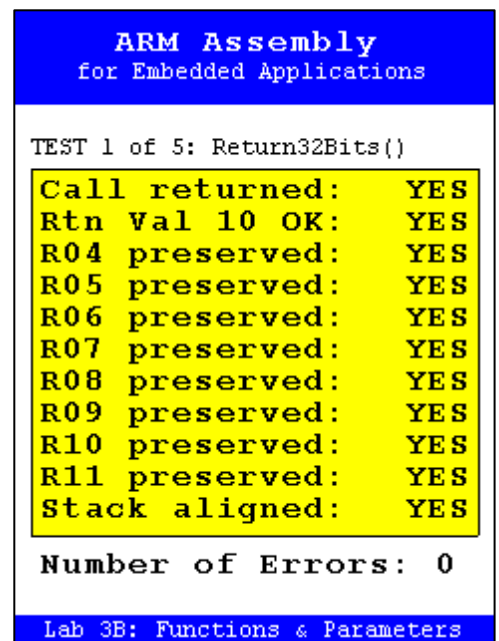 ARM Assembly
for Embedded Applications
TEST 1 of 5: Return32Bits()
Call returned: YES
Rtn Val 10 OK: YES
R04 preserved: YES
R05 preserved: YES
R06 preserved: YES
R07 preserved: YES
R08 preserved: YES
R09 preserved: YES
R10 preserved: YES
R11 preserved: YES
Stack aligned: YES
Number of Errors: 0
Lab 3B: Functions & Parameters